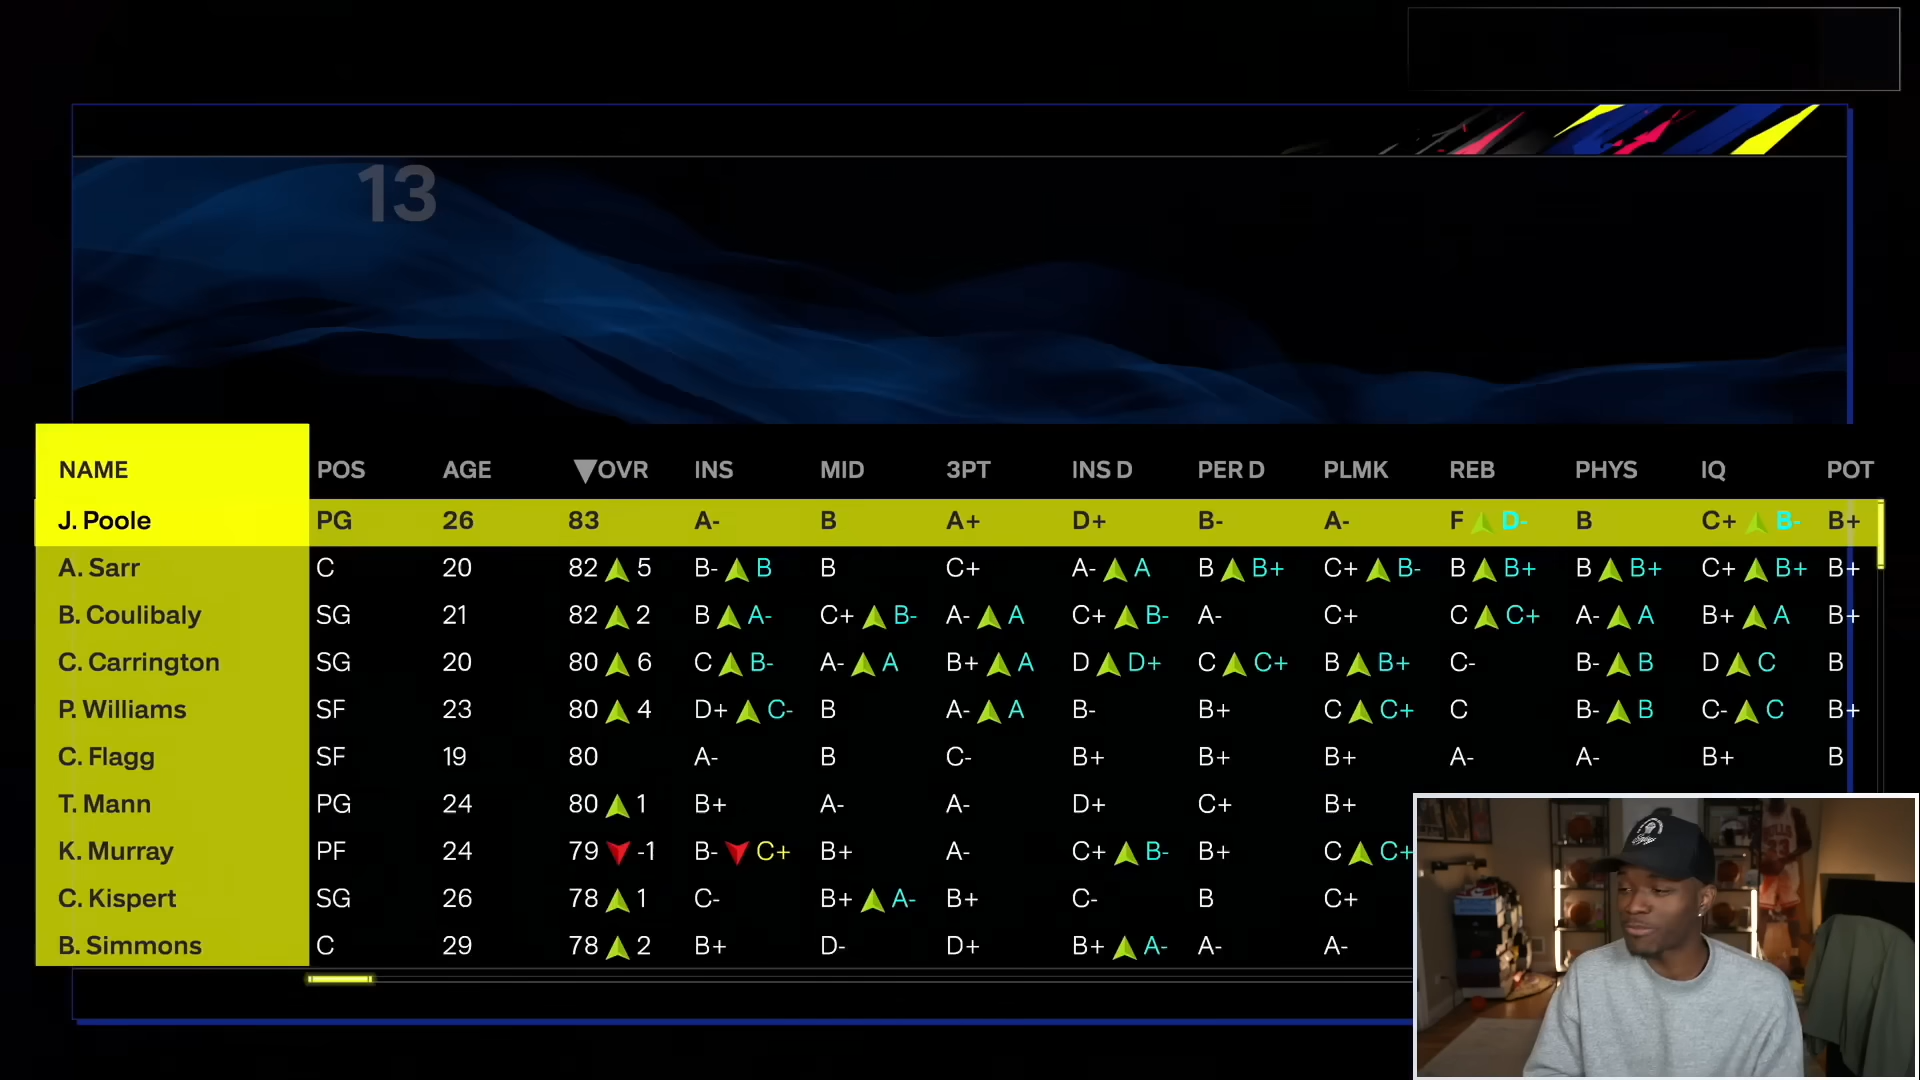 13
NAME POS AGE OVR INS MID 3PT INS D PER D PLMK REB PHYS IQ POT
J. Poole PG 26 83 A- B A+ D+ B- A- F D- B C+ B- B+
A. Sarr C 20 82 5 B- B B C+ A- A B B+ C+ B- B B+ B B+ C+ B+ B+
B. Coulibaly SG 21 82 2 B A- C+ B- A- A C+ B- A- C+ C C+ A- A B+ A B+
C. Carrington SG 20 80 6 C B- A- A B+ A D D+ C C+ B B+ C- B- B D C B
P. Williams SF 23 80 4 D+ C- B A- A B- B+ C C+ C B- B C- C B+
C. Flagg SF 19 80 A- B C- B+ B+ B+ A- A- B+ B
T. Mann PG 24 80 1 B+ A- A- D+ C+ B+
K. Murray PF 24 79 -1 B- C+ B+ A- C+ B- B+ C C+
C. Kispert SG 26 78 1 C- B+ A- B+ C- B C+
B. Simmons C 29 78 2 B+ D- D+ B+ A- A- A-